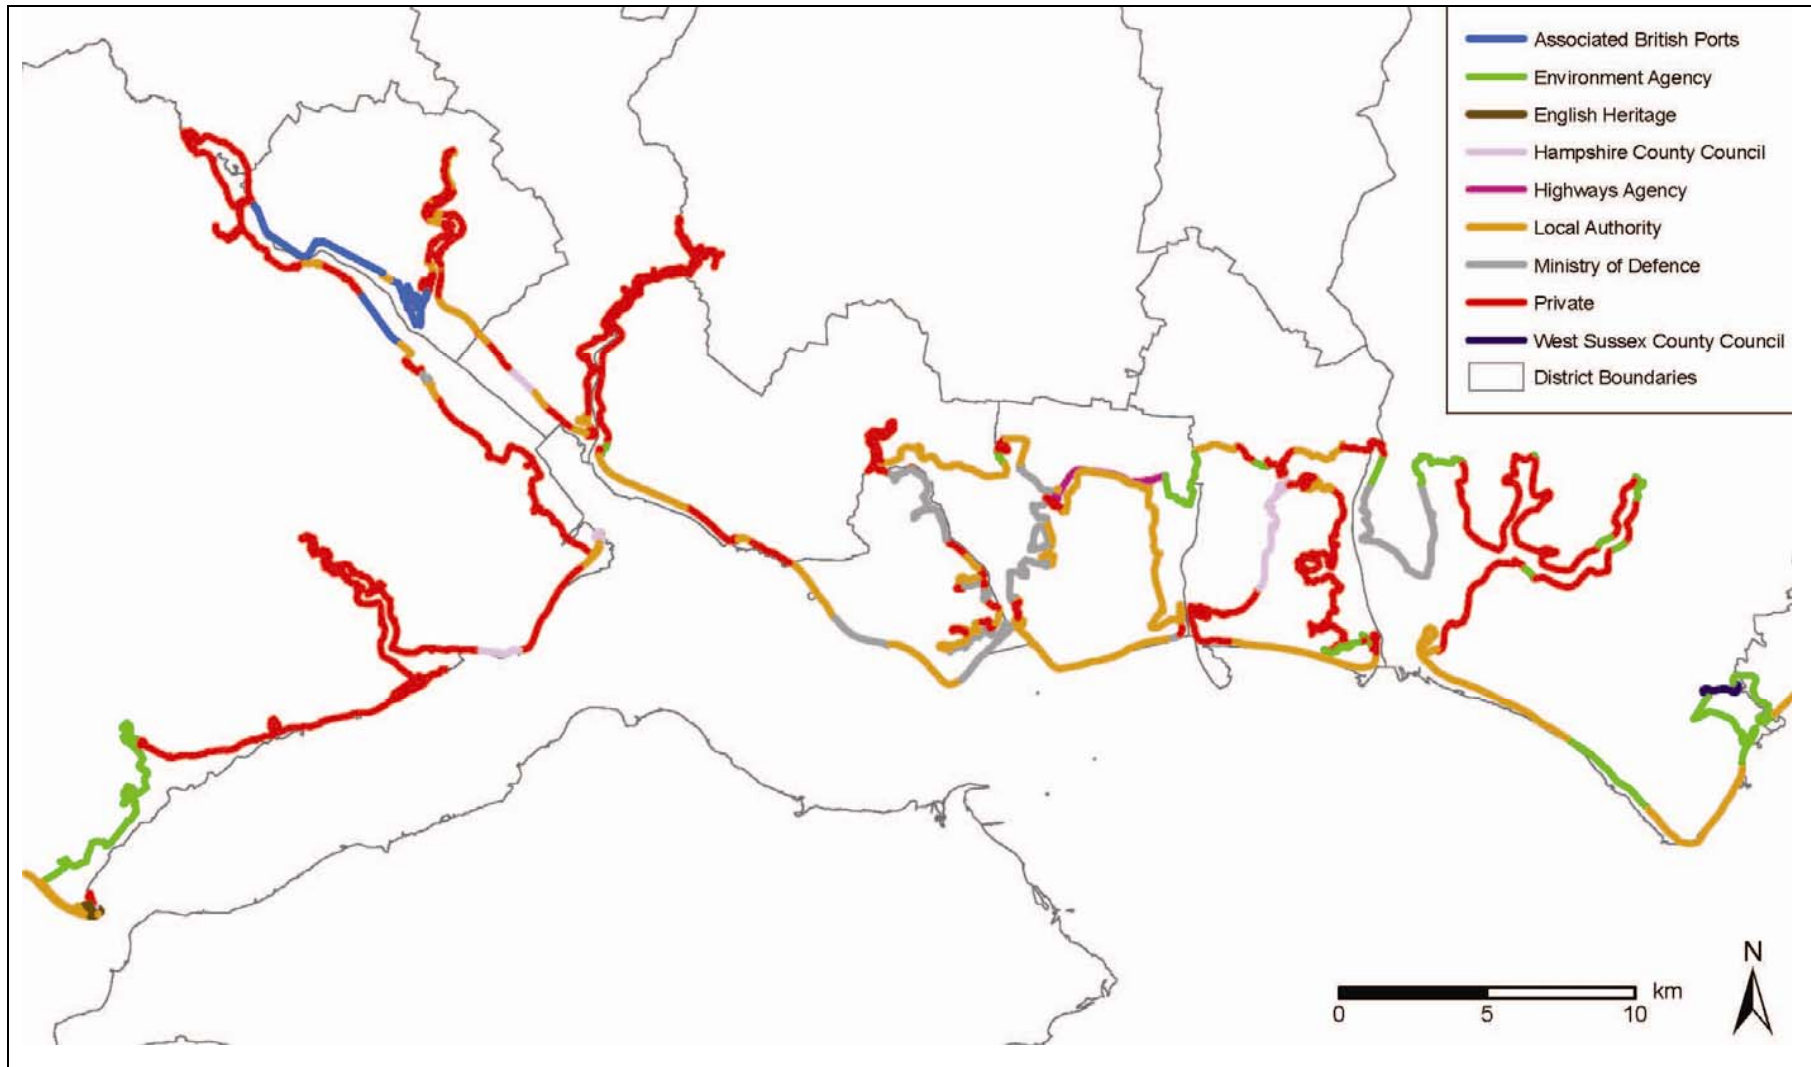 Associated British Ports
Environment Agency
English Heritage
Hampshire County Council
Highways Agency
Local Authority
Ministry of Defence
Private
West Sussex County Council
District Boundaries
N
km
0 5 10